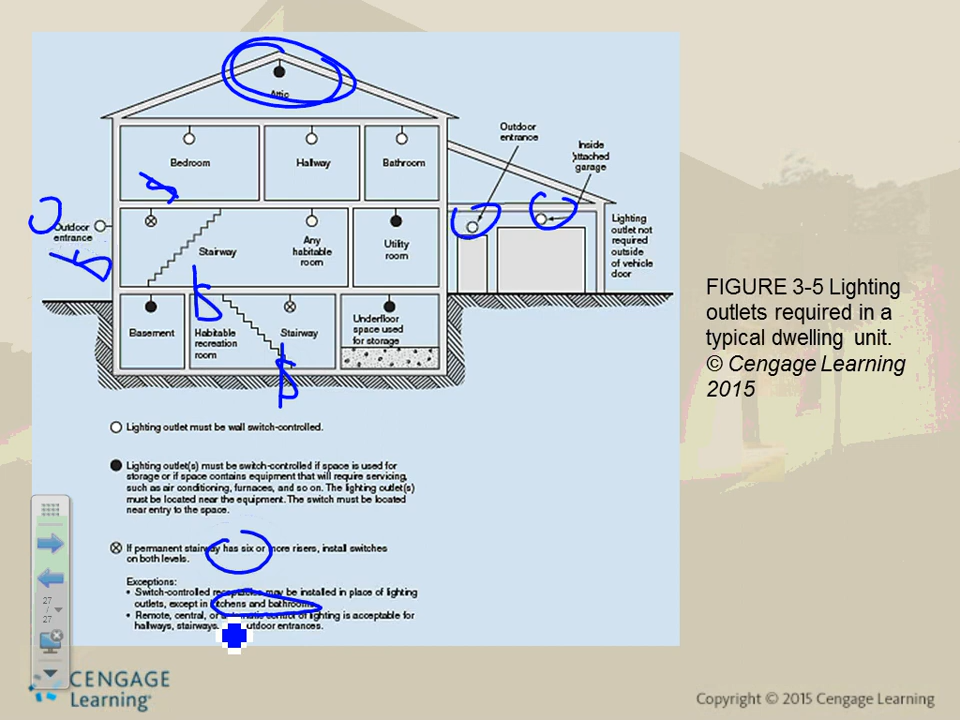 Attic
Outdoor
entrance
Inside
attached
garage
Bedroom
Hallway
Bathroom
Outdoor
entrance
Stairway
Any
habitable
room
Utility
room
Lighting
outlet not
required
outside
of vehicle
door
Basement
Habitable
recreation
room
Stairway
Underfloor
space used
for storage
FIGURE 3-5 Lighting
outlets required in a
typical dwelling unit.
© Cengage Learning
2015
Lighting outlet must be wall switch-controlled.
Lighting outlet(s) must be switch-controlled if space is used for
storage or if space contains equipment that will require servicing,
such as air conditioning, furnaces, and so on. The lighting outlet(s)
must be located near the equipment. The switch must be located
near entry to the space.
If permanent stairway has six or more risers, install switches
on both levels.
Exceptions:
• Switch-controlled receptacles may be installed in place of lighting
outlets, except in kitchens and bathrooms.
• Remote, central, or automatic control of lighting is acceptable for
hallways, stairways, outdoor entrances.
27
/
27
CENGAGE
Learning
Copyright © 2015 Cengage Learning